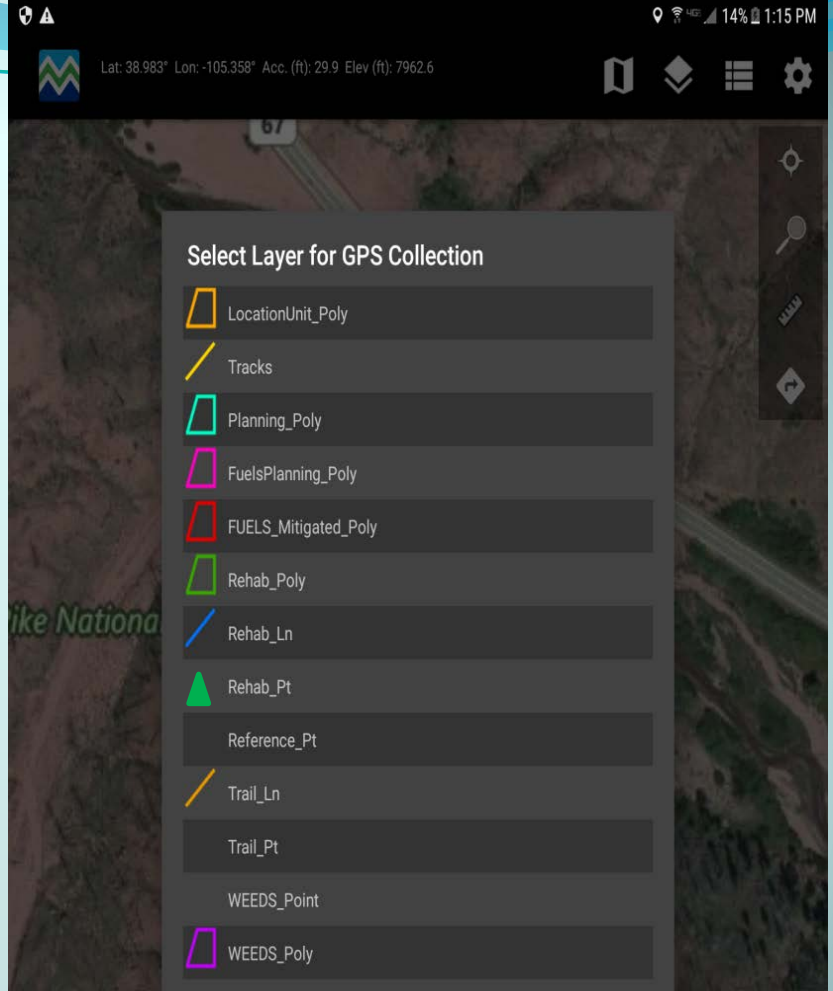 14% 1:15 PM
Lat: 38.983° Lon: -105.358° Acc. (ft): 29.9 Elev (ft): 7962.6
67
Select Layer for GPS Collection
LocationUnit_Poly
Tracks
Planning_Poly
FuelsPlanning_Poly
FUELS_Mitigated_Poly
Rehab_Poly
ike Nationa
Rehab_Ln
Rehab_Pt
Reference_Pt
Trail_Ln
Trail_Pt
WEEDS_Point
WEEDS_Poly